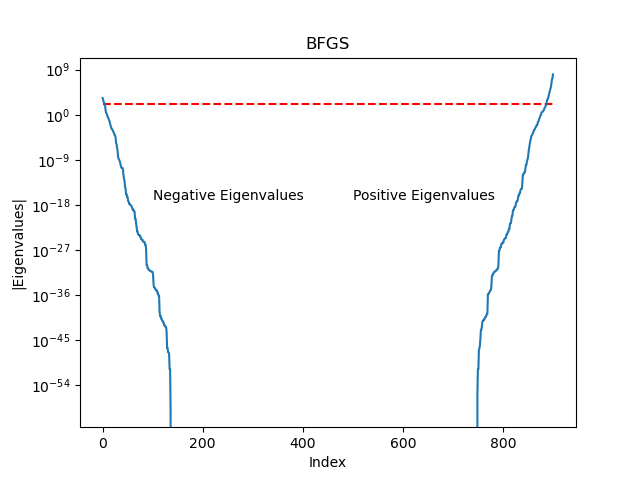 BFGS
10^9
10^0
10^-9
10^-18
10^-27
10^-36
10^-45
10^-54
|Eigenvalues|
Negative Eigenvalues
Positive Eigenvalues
0
200
400
600
800
Index